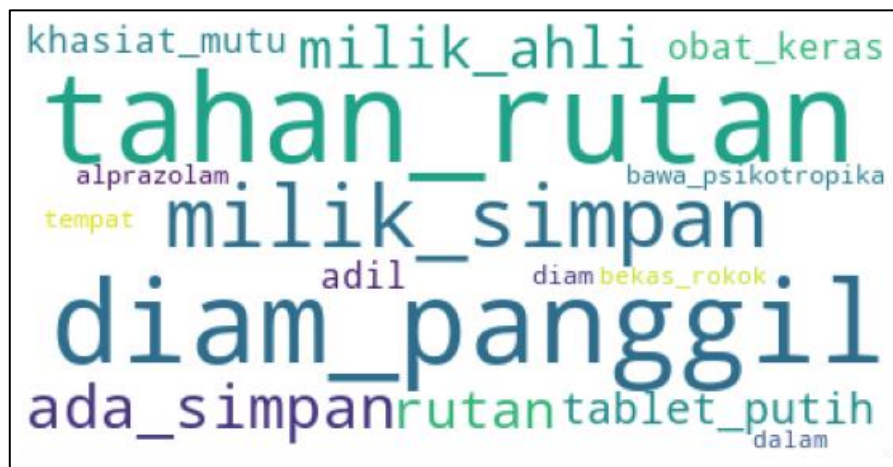 khasiat_mutu milik_ahli obat_keras
tahan_rutan
alprazolam bawa_psikotropika
milik_simpan
tempat
adil diam bekas_rokok
diam_panggil
ada_simpan rutan tablet_putih
dalam